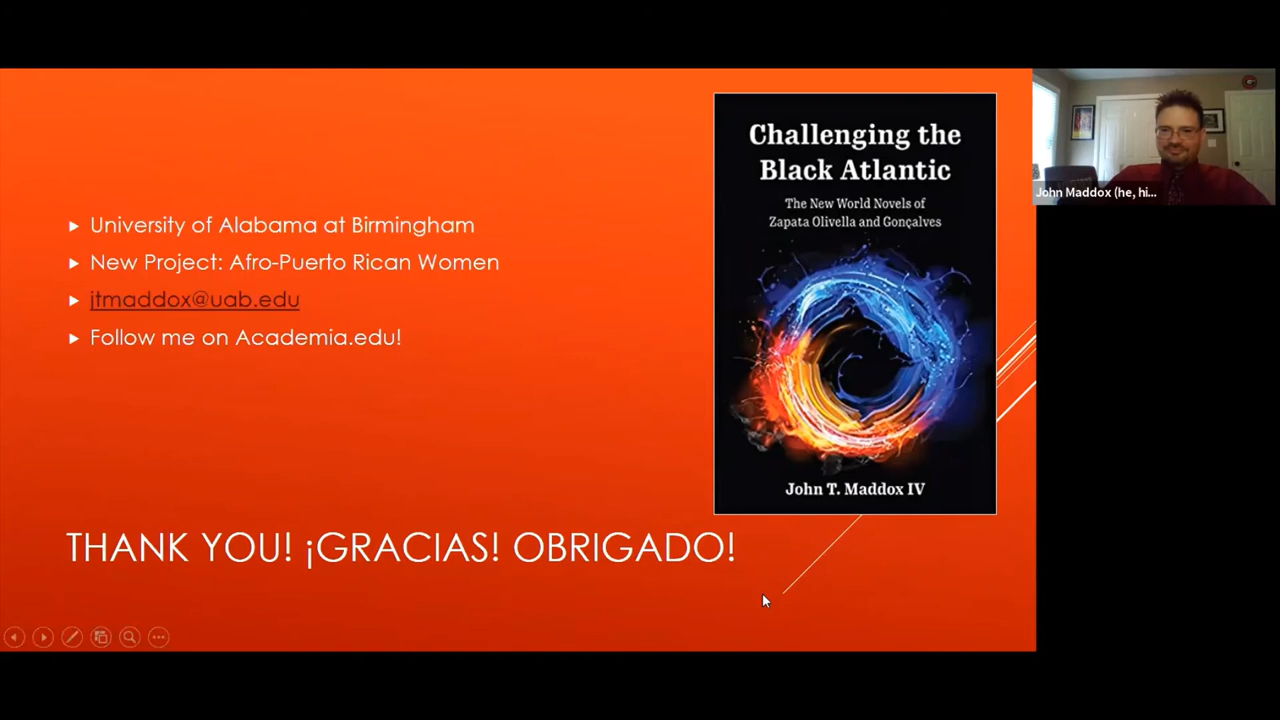 University of Alabama at Birmingham
New Project: Afro-Puerto Rican Women
jtmaddox@uab.edu
Follow me on Academia.edu!
THANK YOU! ¡GRACIAS! OBRIGADO!
Challenging the
Black Atlantic
The New World Novels of
Zapata Olivella and Gonçalves
John T. Maddox IV
John Maddox (he, hi...